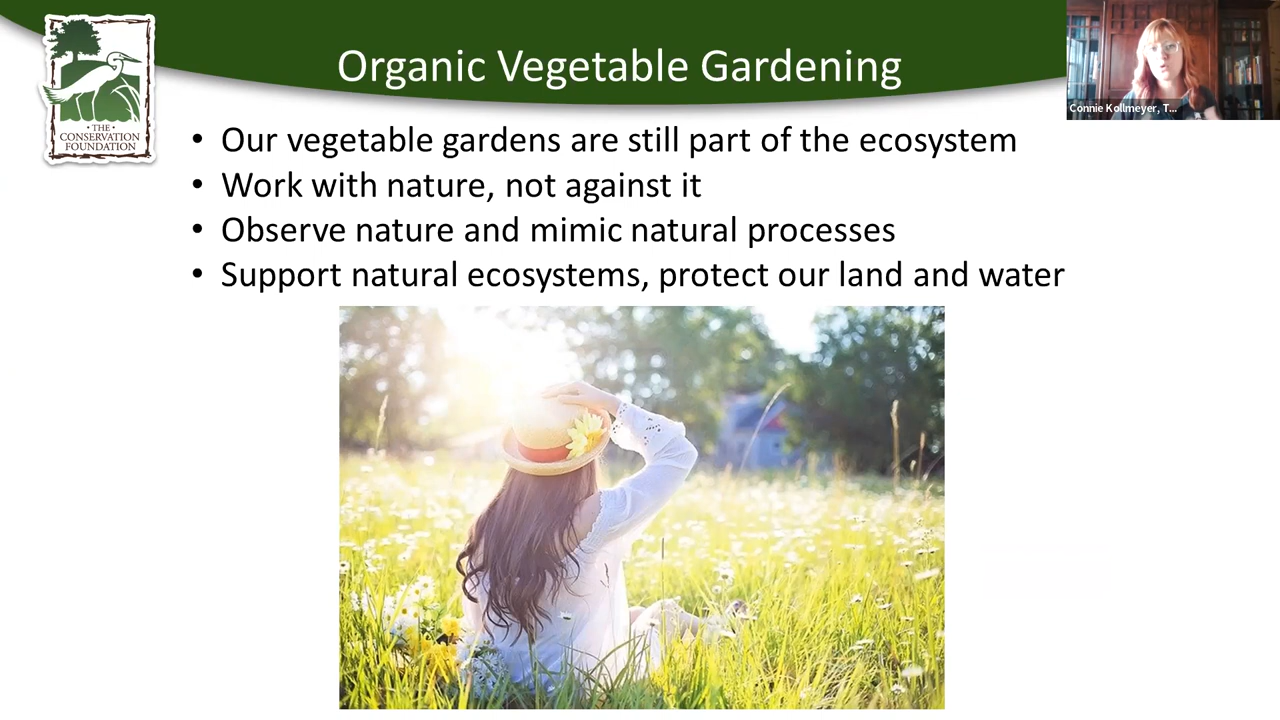 Organic Vegetable Gardening
• THE •
CONSERVATION
FOUNDATION
Connie Kollmeyer, T...
• Our vegetable gardens are still part of the ecosystem
• Work with nature, not against it
• Observe nature and mimic natural processes
• Support natural ecosystems, protect our land and water